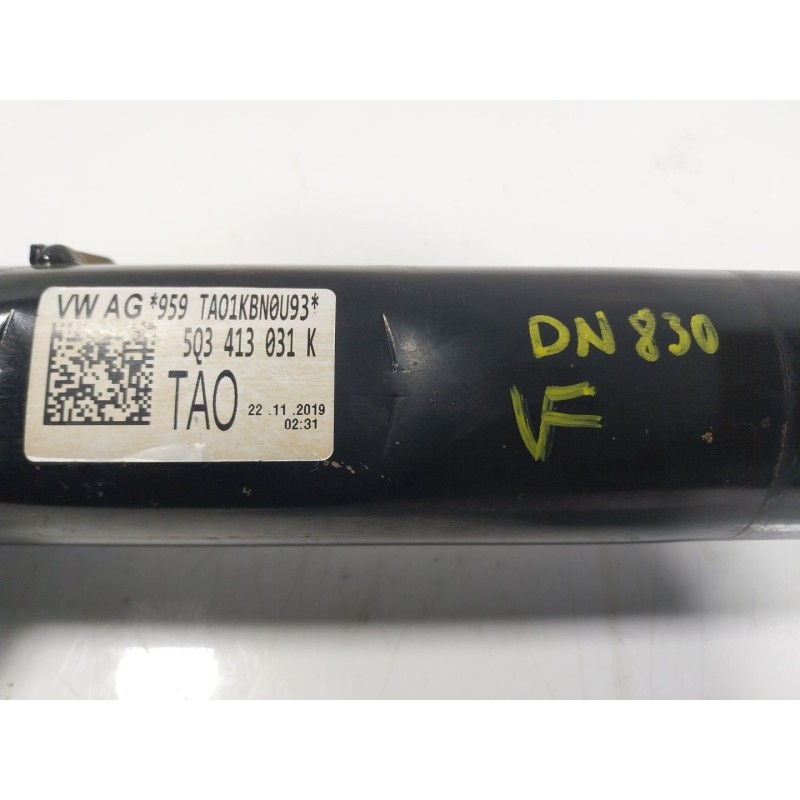 VW AG *959 TAO1KBN0U93*
5Q3 413 031 K
TAO 22 .11 .2019
02:31
DN 830
VF